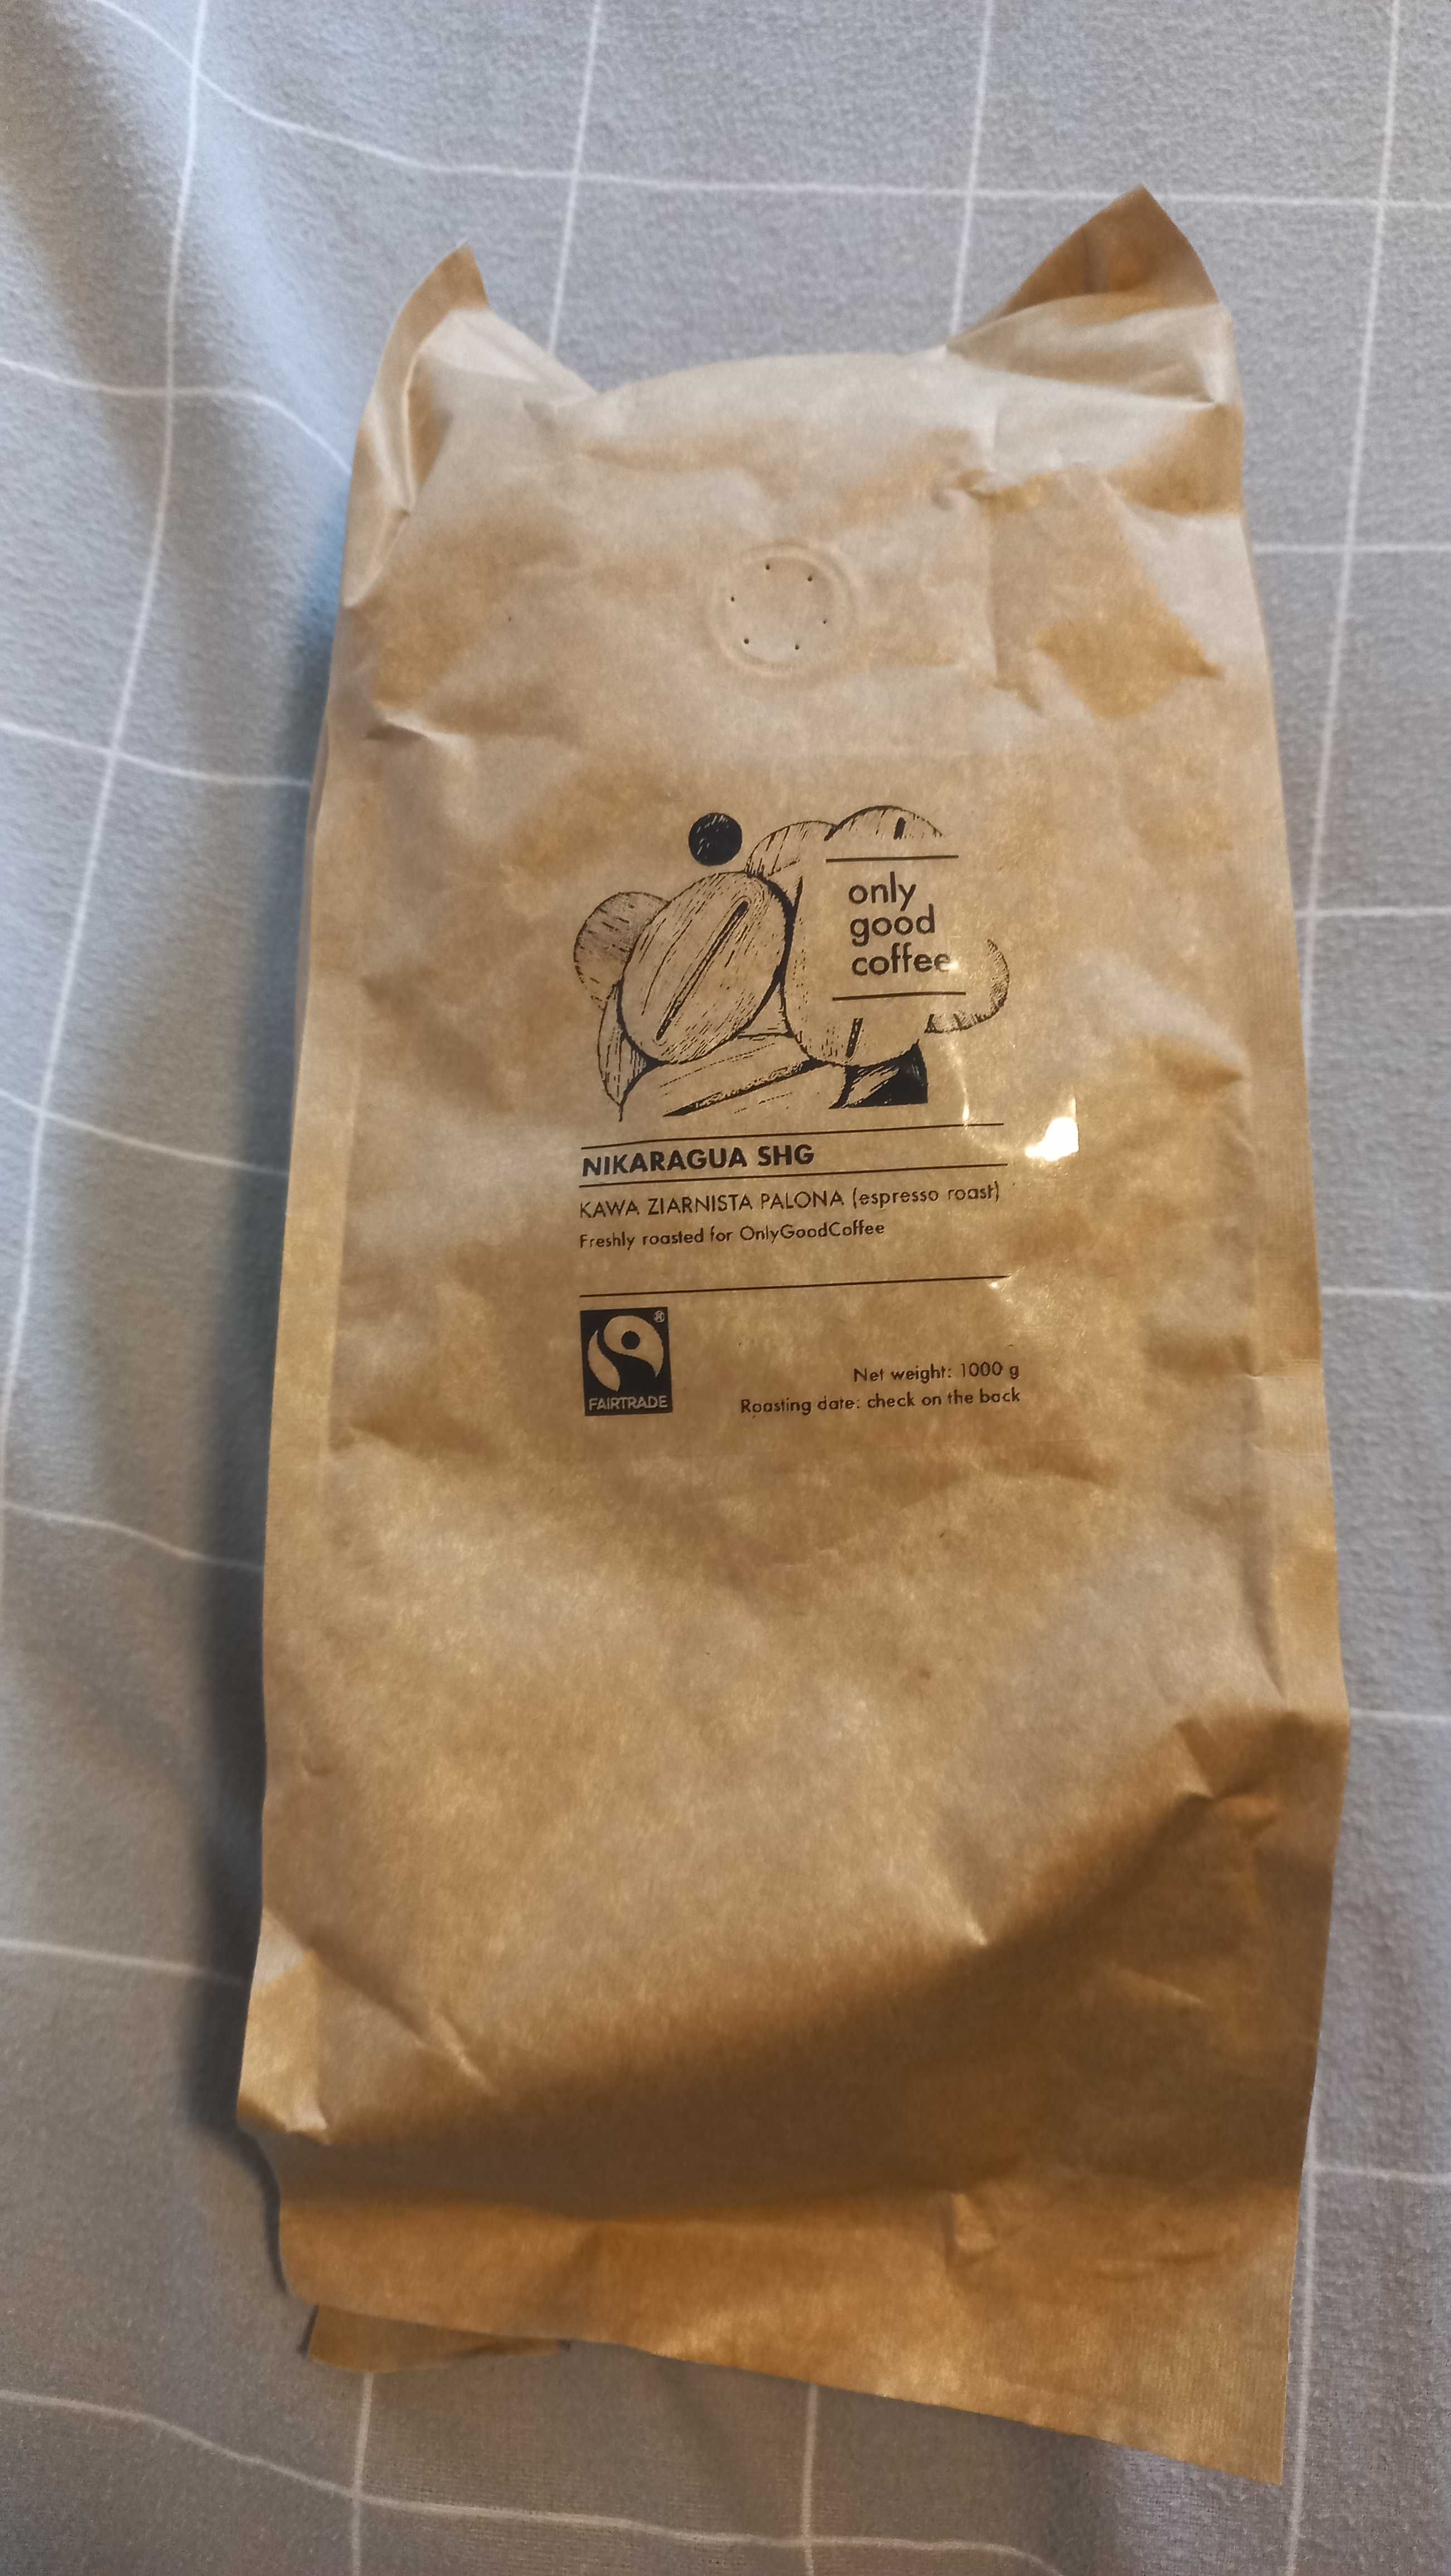 only
good
coffee
NIKARAGUA SHG
KAWA ZIARNISTA PALONA (espresso roast)
Freshly roasted for OnlyGoodCoffee
®
FAIRTRADE
Net weight: 1000 g
Roasting date: check on the back